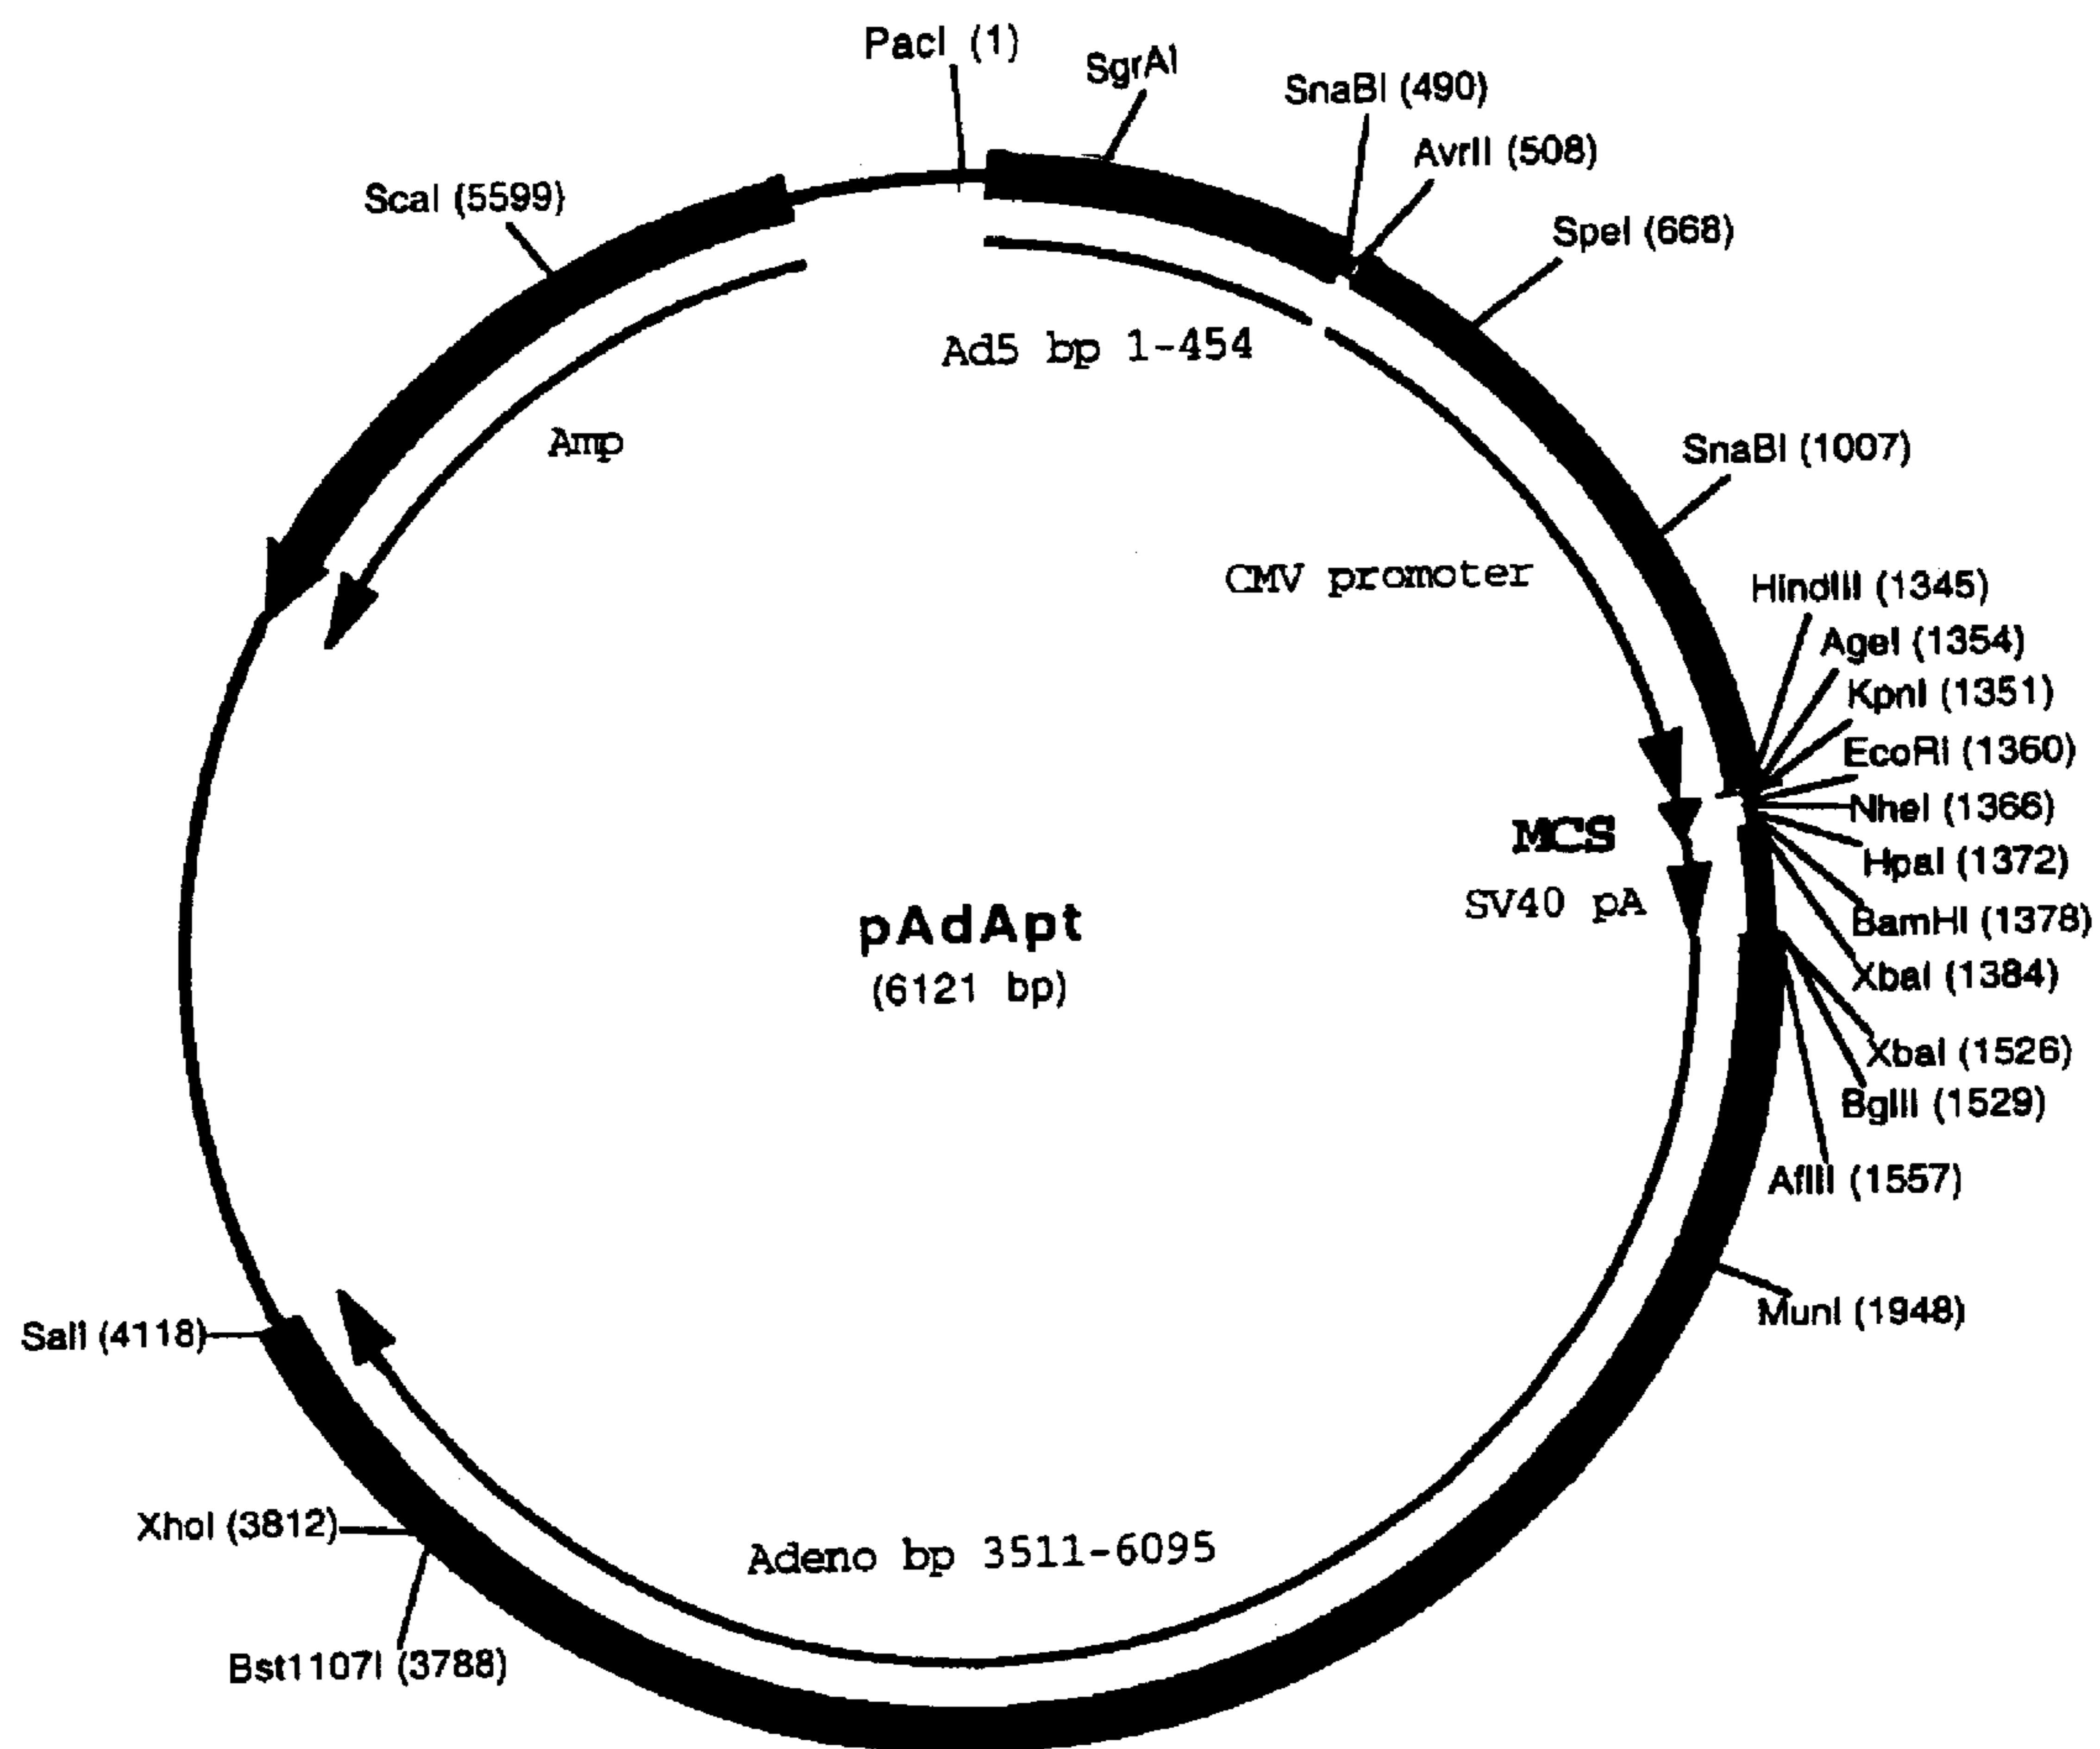 PacI (1)
SgrAI
SnaBI (490)
AvrII (508)
ScaI (5599)
SpeI (668)
Ad5 bp 1-454
Amp
SnaBI (1007)
CMV promoter
HindIII (1345)
AgeI (1354)
KpnI (1351)
EcoRI (1360)
NheI (1366)
MCS
HpaI (1372)
SV40 pA
BamHI (1378)
pAdApt
(6121 bp)
XbaI (1384)
XbaI (1526)
BglII (1529)
AflII (1557)
MunI (1948)
SalI (4118)
XhoI (3812)
Adeno bp 3511-6095
Bst1107I (3788)